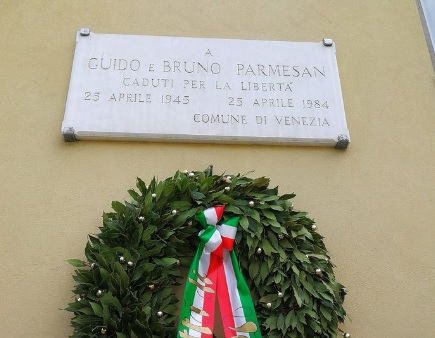 A
GUIDO E BRUNO PARMESAN
CADUTI PER LA LIBERTA'
25 APRILE 1945 25 APRILE 1984
COMUNE DI VENEZIA